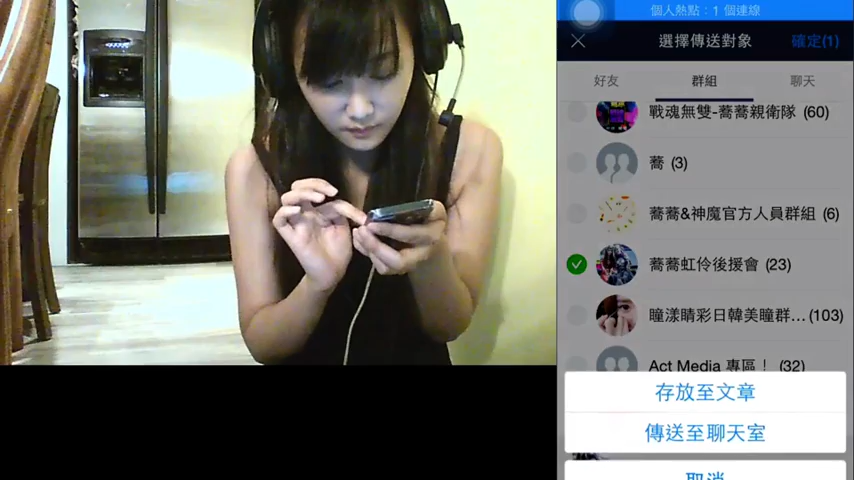 個人熱點：1 個連線
選擇傳送對象
確定(1)
好友
群組
聊天
戰魂無雙-蕎蕎親衛隊 (60)
蕎 (3)
蕎蕎&神魔官方人員群組 (6)
蕎蕎虹伶後援會 (23)
瞳漾睛彩日韓美瞳群... (103)
Act Media 專區！ (32)
存放至文章
傳送至聊天室
取消